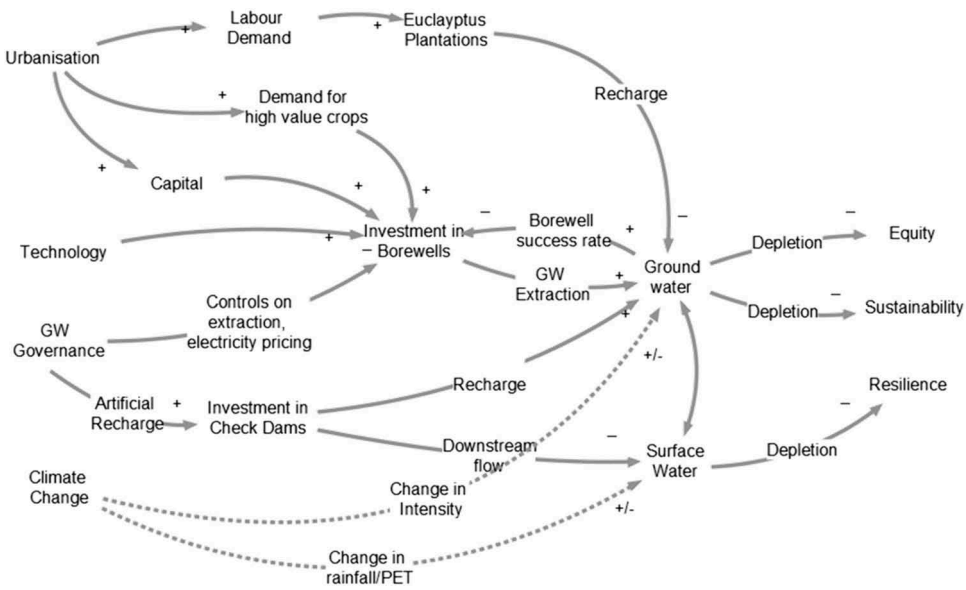 Labour
Demand
+
+
Euclayptus
Plantations
Urbanisation
Recharge
+
Demand for
high value crops
+
Capital
+
+
–
Technology
+
Investment in
– Borewells
–
Borewell
success rate
+
GW
Extraction
+
Ground
water
Depletion
–
Equity
Depletion
–
Sustainability
Controls on
extraction,
electricity pricing
GW
Governance
+
+/-
Artificial
Recharge
+
Investment in
Check Dams
Recharge
Downstream
flow
–
Surface
Water
Depletion
–
Resilience
Climate
Change
Change in
Intensity
+/-
Change in
rainfall/PET